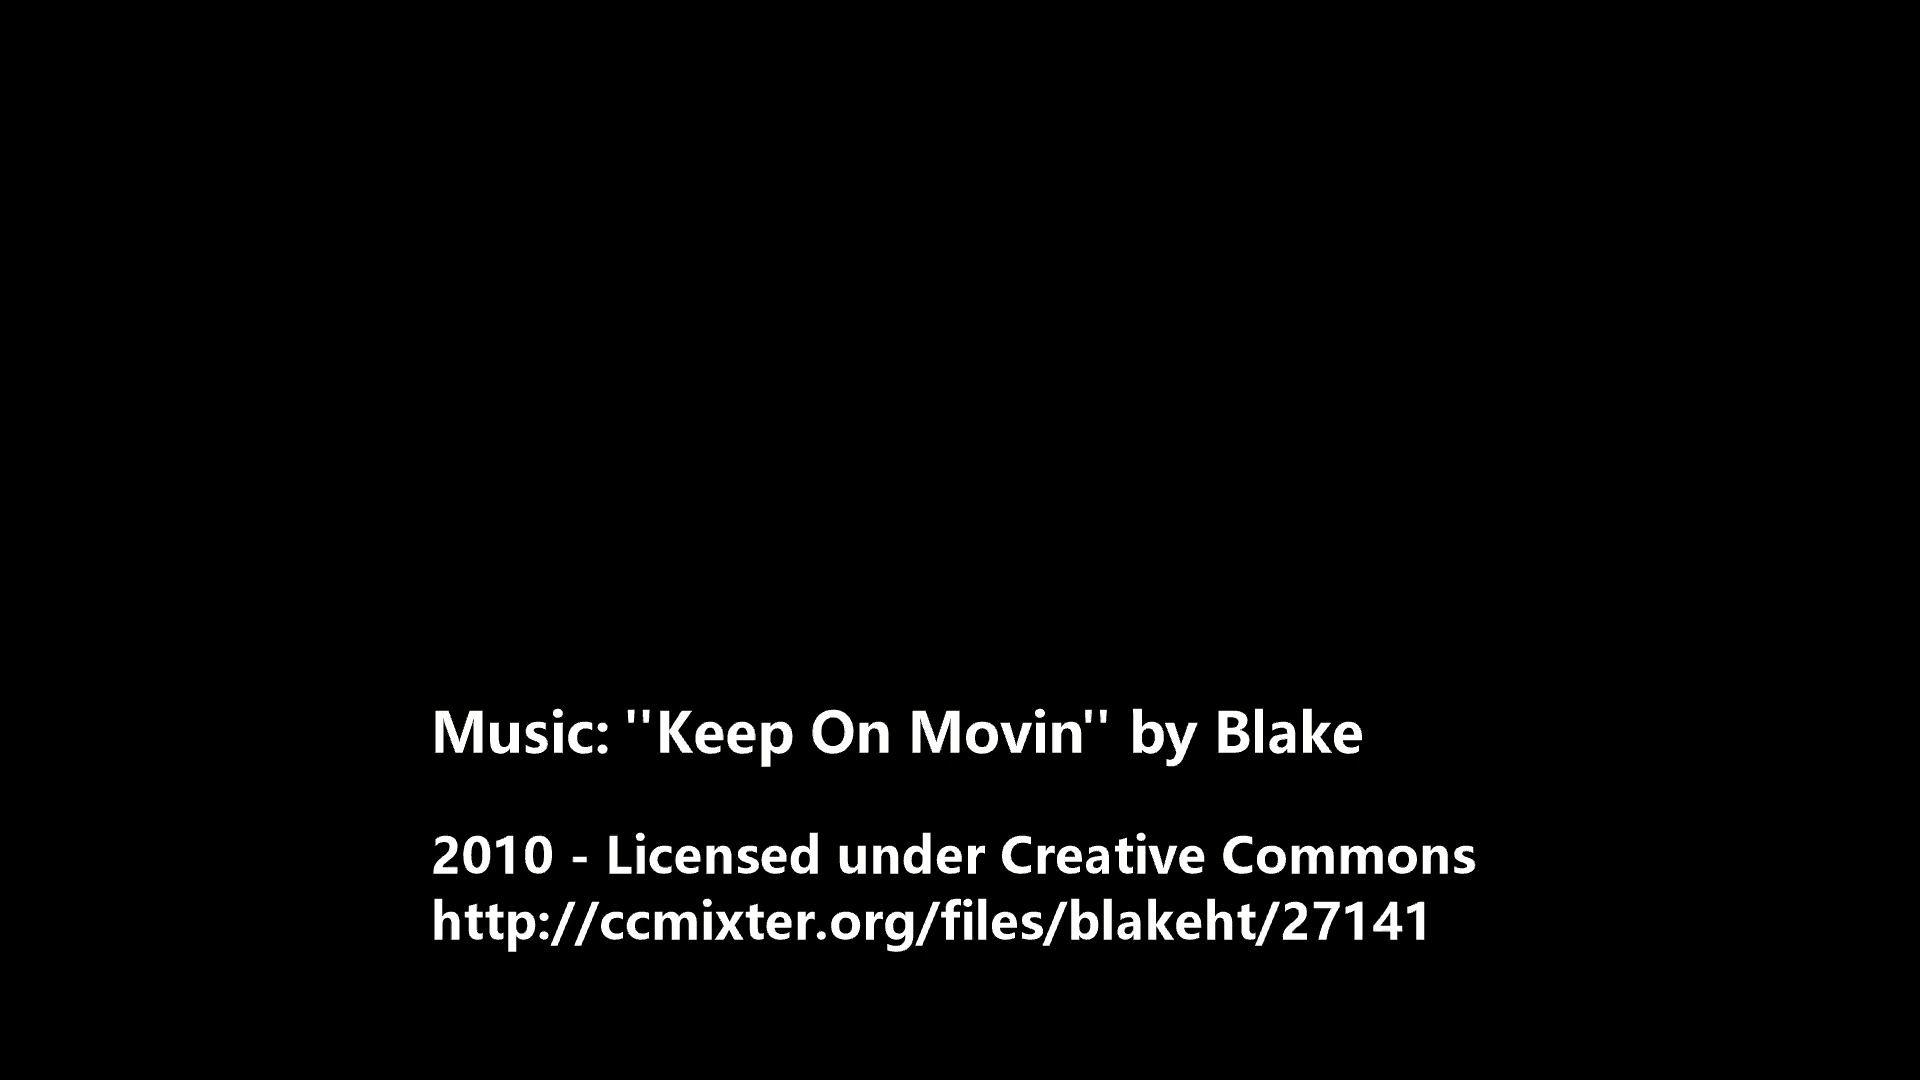 Music: ''Keep On Movin'' by Blake
2010 - Licensed under Creative Commons
http://ccmixter.org/files/blakeht/27141